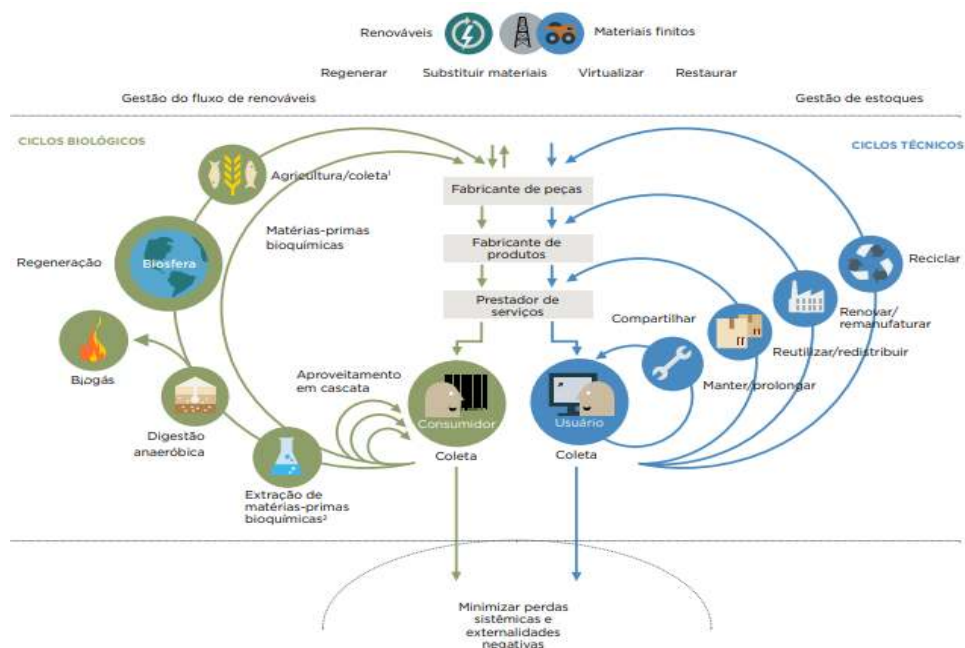 Renováveis
Materiais finitos
Regenerar
Substituir materiais
Virtualizar
Restaurar
Gestão do fluxo de renováveis
Gestão de estoques
CICLOS BIOLÓGICOS
CICLOS TÉCNICOS
Agricultura/coleta¹
Fabricante de peças
Matérias-primas
bioquímicas
Fabricante de
produtos
Regeneração
Biosfera
Reciclar
Prestador de
serviços
Compartilhar
Renovar/
remanufaturar
Reutilizar/redistribuir
Biogás
Aproveitamento
em cascata
Manter/prolongar
Consumidor
Usuário
Digestão
anaeróbica
Coleta
Coleta
Extração de
matérias-primas
bioquímicas²
Minimizar perdas
sistêmicas e
externalidades
negativas